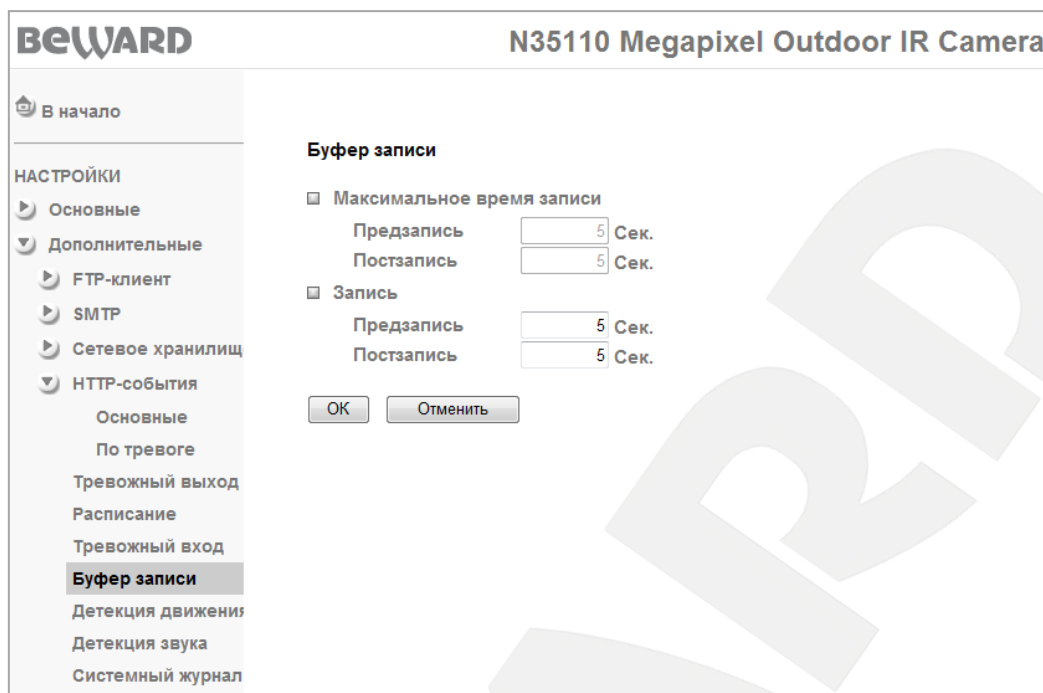 BEWARD
N35110 Megapixel Outdoor IR Camera
В начало
НАСТРОЙКИ
Основные
Дополнительные
FTP-клиент
SMTP
Сетевое хранилищ
HTTP-события
Основные
По тревоге
Тревожный выход
Расписание
Тревожный вход
Буфер записи
Детекция движения
Детекция звука
Системный журнал
Буфер записи
Максимальное время записи
Предзапись 5 Сек.
Постзапись 5 Сек.
Запись
Предзапись 5 Сек.
Постзапись 5 Сек.
ОК Отменить
ARD